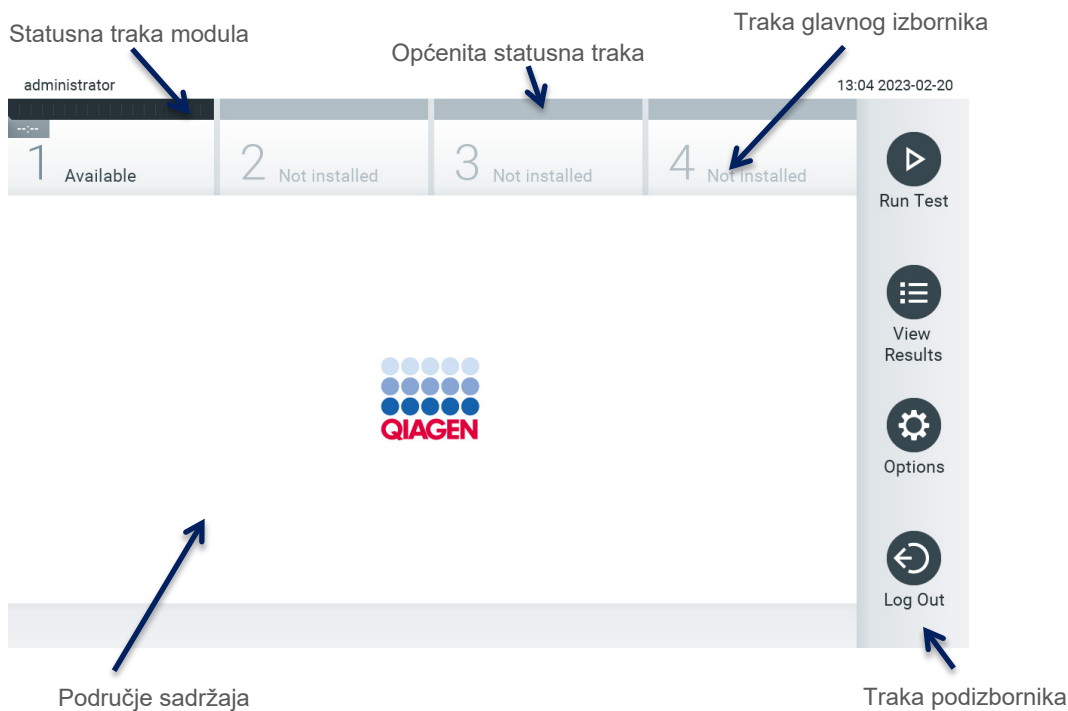 Statusna traka modula
Općenita statusna traka
Traka glavnog izbornika
administrator
13:04 2023-02-20
--:--
1 Available
2 Not installed
3 Not installed
4 Not installed
Run Test
View
Results
Options
Log Out
QIAGEN
Područje sadržaja
Traka podizbornika